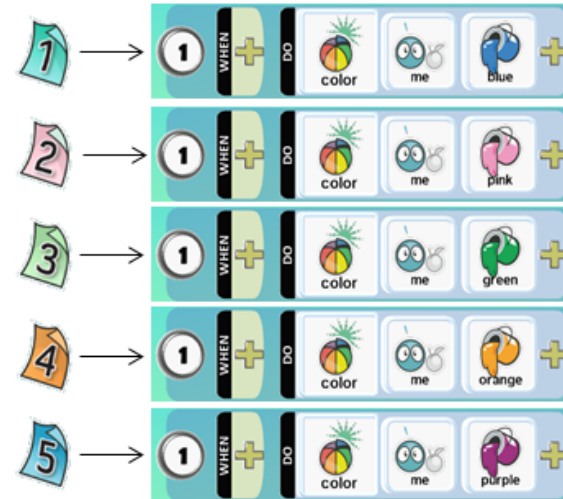 1 1 WHEN DO color me blue
2 1 WHEN DO color me pink
3 1 WHEN DO color me green
4 1 WHEN DO color me orange
5 1 WHEN DO color me purple